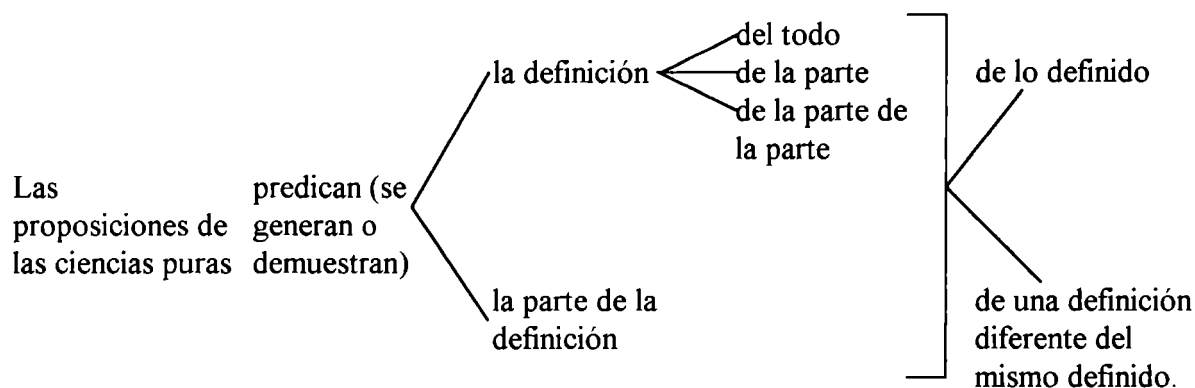 Las
proposiciones de
las ciencias puras
predican (se
generan o
demuestran)
la definición
del todo
de la parte
de la parte de
la parte
la parte de la
definición
de lo definido
de una definición
diferente del
mismo definido.